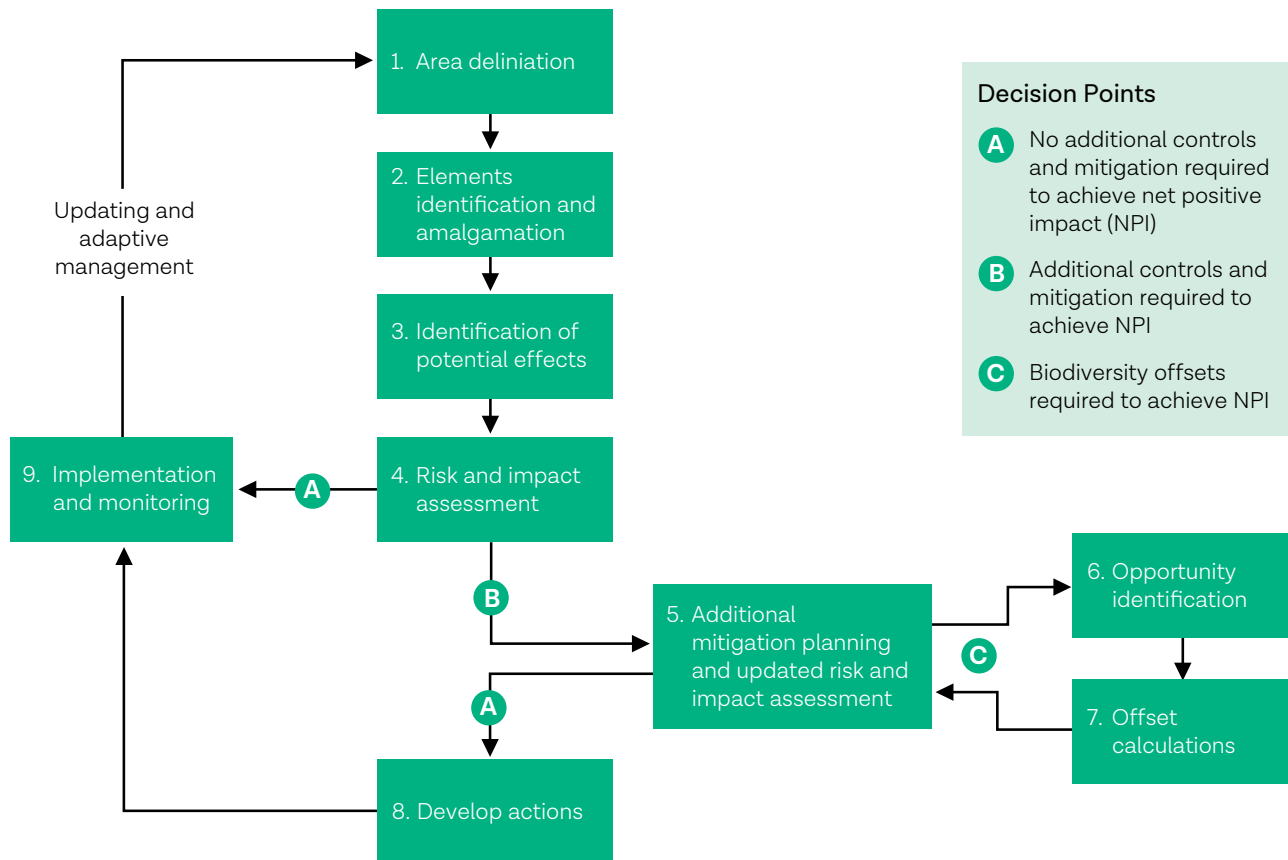 1. Area deliniation
2. Elements
identification and
amalgamation
3. Identification of
potential effects
4. Risk and impact
assessment
A
9. Implementation
and monitoring
Updating and
adaptive
management
B
5. Additional
mitigation planning
and updated risk and
impact assessment
C
6. Opportunity
identification
7. Offset
calculations
A
8. Develop actions
Decision Points
A No additional controls
and mitigation required
to achieve net positive
impact (NPI)
B Additional controls and
mitigation required to
achieve NPI
C Biodiversity offsets
required to achieve NPI